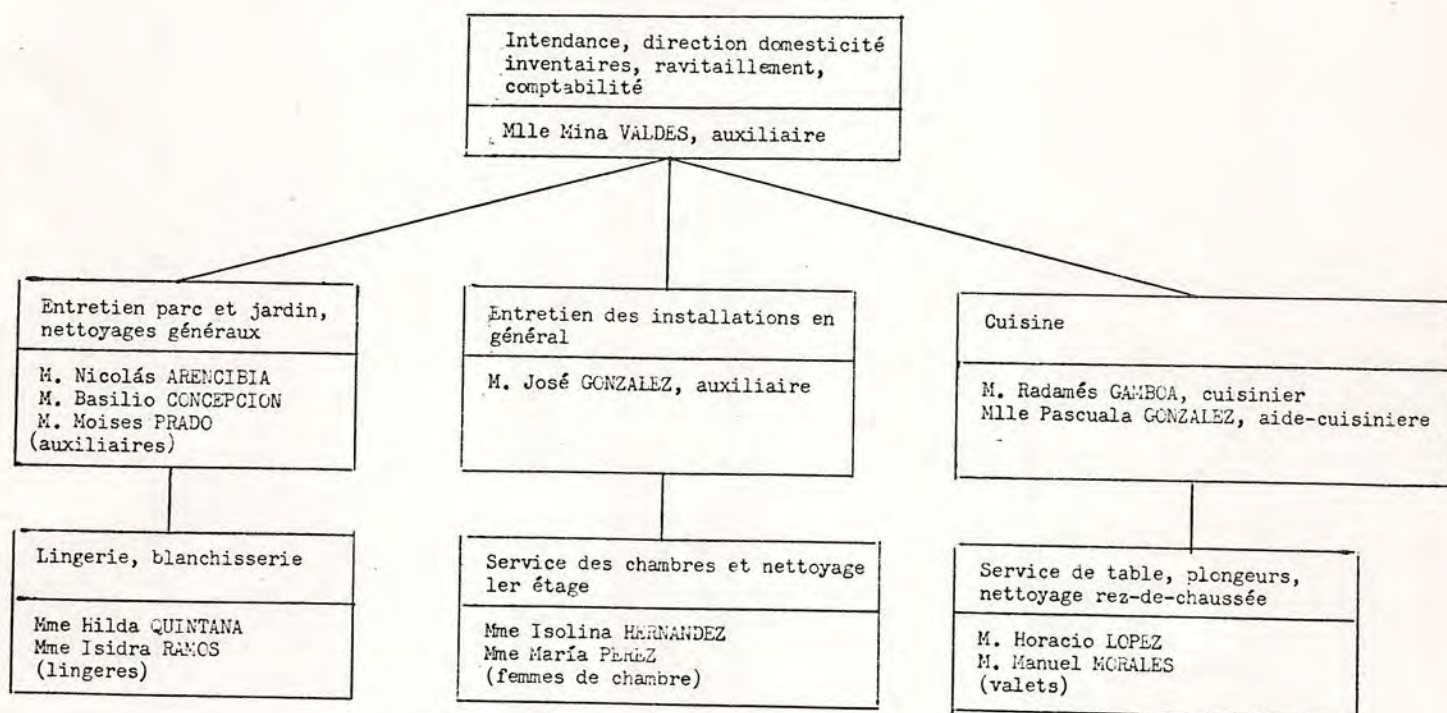 Intendance, direction domesticité
inventaires, ravitaillement,
comptabilité
Mlle Mina VALDES, auxiliaire
Entretien parc et jardin,
nettoyages généraux
M. Nicolás ARENCIBIA
M. Basilio CONCEPCION
M. Moises PRADO
(auxiliaires)
Entretien des installations en
général
M. José GONZALEZ, auxiliaire
Cuisine
M. Radamés GAMBOA, cuisinier
Mlle Pascuala GONZALEZ, aide-cuisiniere
Lingerie, blanchisserie
Mme Hilda QUINTANA
Mme Isidra RAMOS
(lingeres)
Service des chambres et nettoyage
1er étage
Mme Isolina HERNANDEZ
Mme María PEREZ
(femmes de chambre)
Service de table, plongeurs,
nettoyage rez-de-chaussée
M. Horacio LOPEZ
M. Manuel MORALES
(valets)